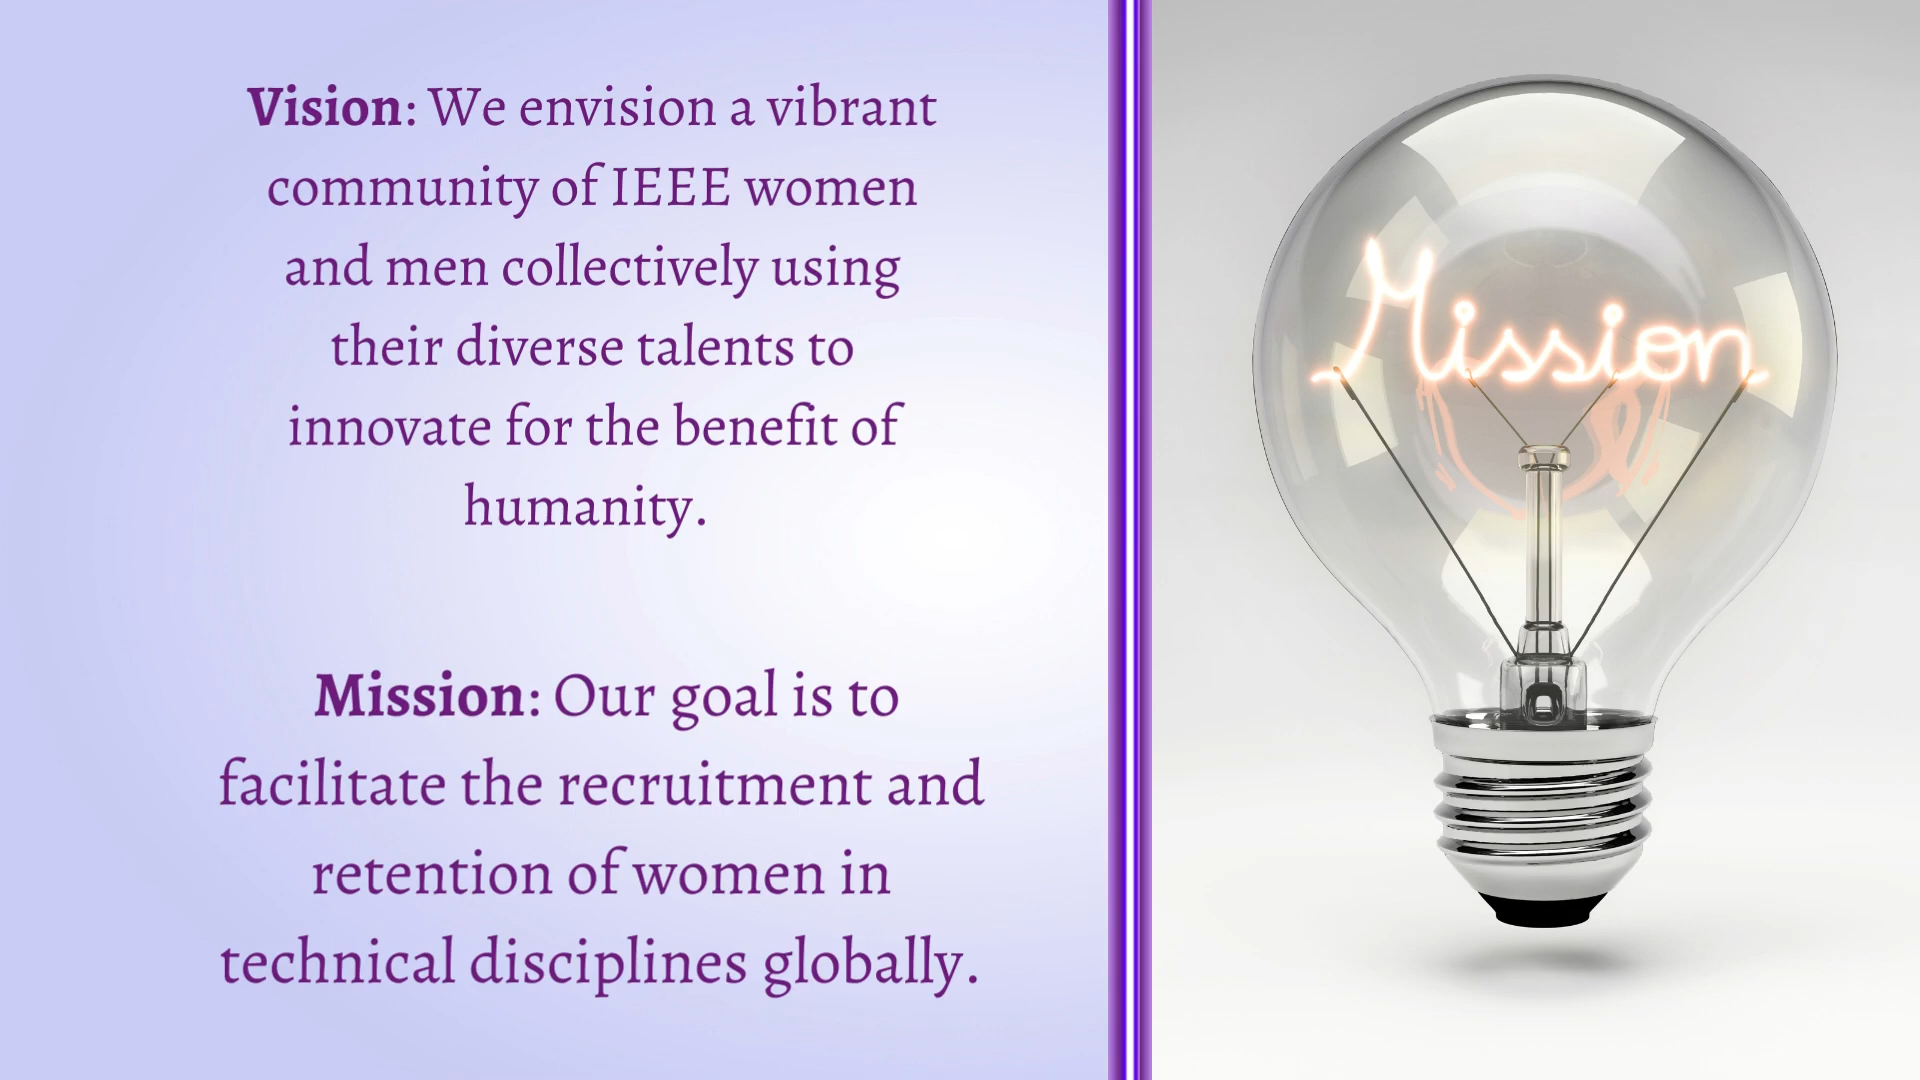 Vision: We envision a vibrant
community of IEEE women
and men collectively using
their diverse talents to
innovate for the benefit of
humanity.
Mission: Our goal is to
facilitate the recruitment and
retention of women in
technical disciplines globally.
Mission